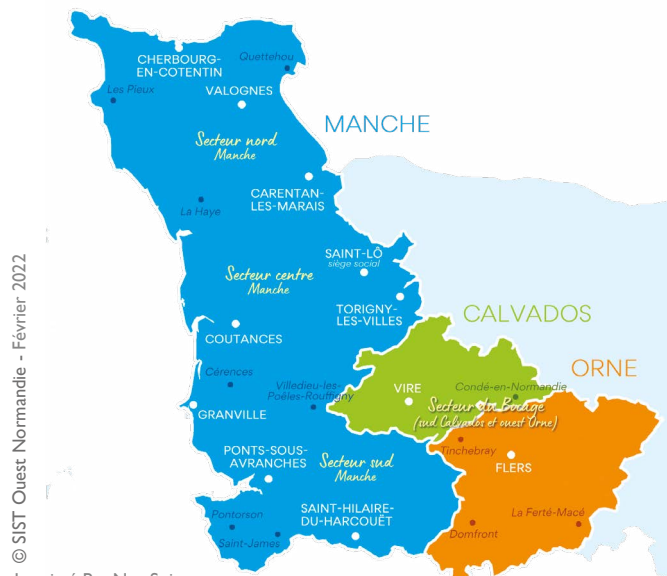 CHERBOURG-
EN-COTENTIN
Quettehou
Les Pieux
VALOGNES
MANCHE
Secteur nord
Manche
CARENTAN-
LES-MARAIS
La Haye
SAINT-LÔ
siège social
Secteur centre
Manche
TORIGNY-
LES-VILLES
CALVADOS
COUTANCES
ORNE
Cérences
Villedieu-les-
Poêles-Rouffigny
VIRE
Condé-en-Normandie
Secteur du Bocage
(sud Calvados et ouest Orne)
GRANVILLE
Tinchebray
PONTS-SOUS-
AVRANCHES
Secteur sud
Manche
FLERS
SAINT-HILAIRE-
DU-HARCOUËT
Pontorson
Saint-James
La Ferté-Macé
Domfront
© SIST Ouest Normandie - Février 2022